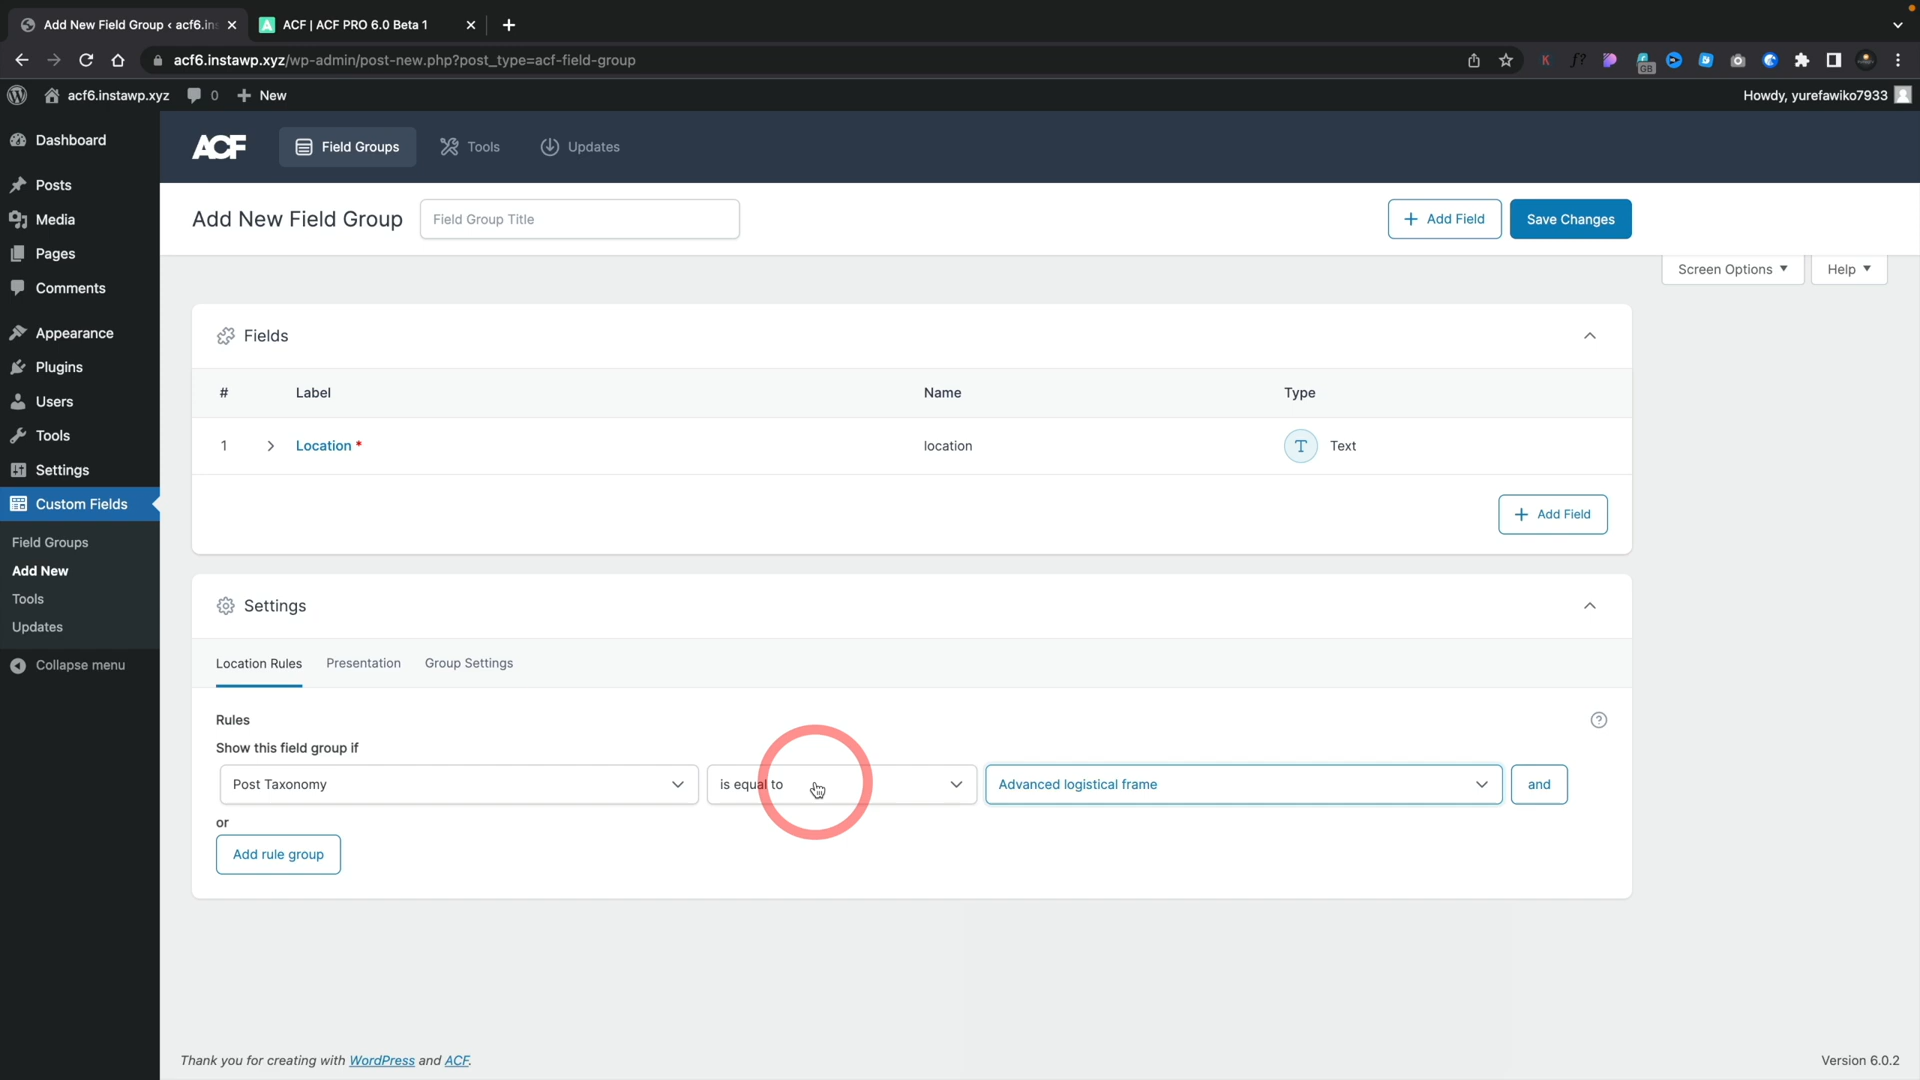 Add New Field Group ‹ acf6.ins
ACF | ACF PRO 6.0 Beta 1
acf6.instawp.xyz/wp-admin/post-new.php?post_type=acf-field-group
K
f?
GB
acf6.instawp.xyz
0
New
Howdy, yurefawiko7933
Dashboard
Posts
Media
Pages
Comments
Appearance
Plugins
Users
Tools
Settings
Custom Fields
Field Groups
Add New
Tools
Updates
Collapse menu
ACF
Field Groups
Tools
Updates
Add New Field Group
Field Group Title
+ Add Field
Save Changes
Screen Options
Help
Fields
# Label Name Type
1 Location * location T Text
+ Add Field
Settings
Location Rules Presentation Group Settings
Rules
Show this field group if
Post Taxonomy
is equal to
Advanced logistical frame
and
or
Add rule group
Thank you for creating with WordPress and ACF.
Version 6.0.2